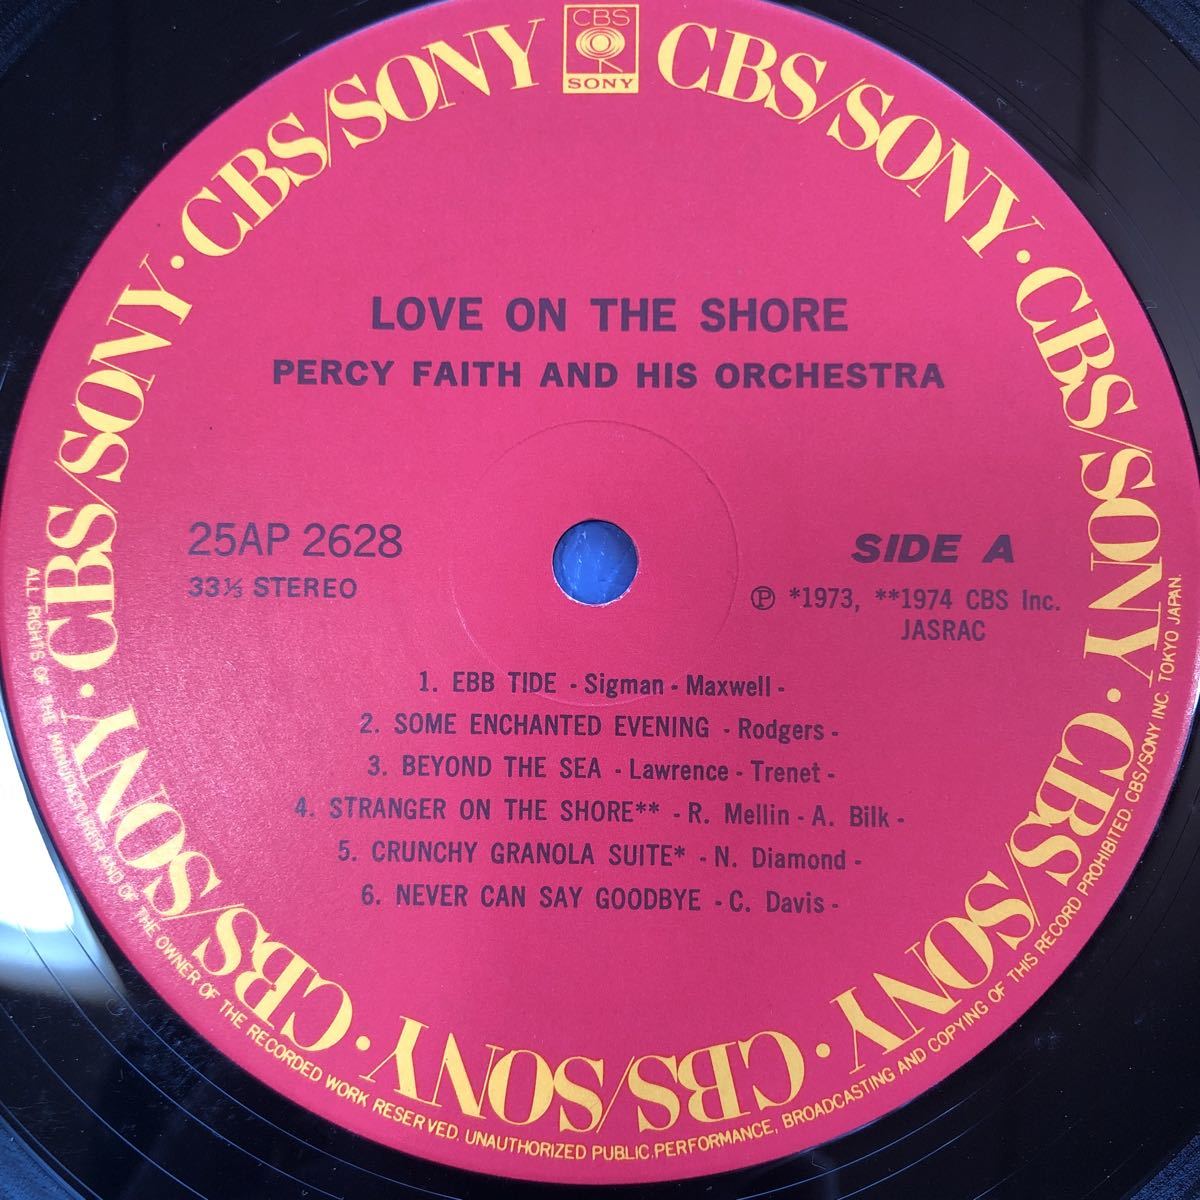 CBS
SONY
CBS/SONY · CBS/SONY · CBS/SONY · CBS/SONY · CBS/SONY · CBS/SONY · CBS/SONY · CBS/SONY · CBS/SONY
LOVE ON THE SHORE
PERCY FAITH AND HIS ORCHESTRA
25AP 2628
33⅓ STEREO
SIDE A
Ⓟ *1973, **1974 CBS Inc.
JASRAC
1. EBB TIDE - Sigman - Maxwell -
2. SOME ENCHANTED EVENING - Rodgers -
3. BEYOND THE SEA - Lawrence - Trenet -
4. STRANGER ON THE SHORE** - R. Mellin - A. Bilk -
5. CRUNCHY GRANOLA SUITE* - N. Diamond -
6. NEVER CAN SAY GOODBYE - C. Davis -
ALL RIGHTS OF THE MANUFACTURER AND OF THE OWNER OF THE RECORDED WORK RESERVED. UNAUTHORIZED PUBLIC PERFORMANCE, BROADCASTING AND COPYING OF THIS RECORD PROHIBITED. CBS/SONY INC. TOKYO JAPAN.